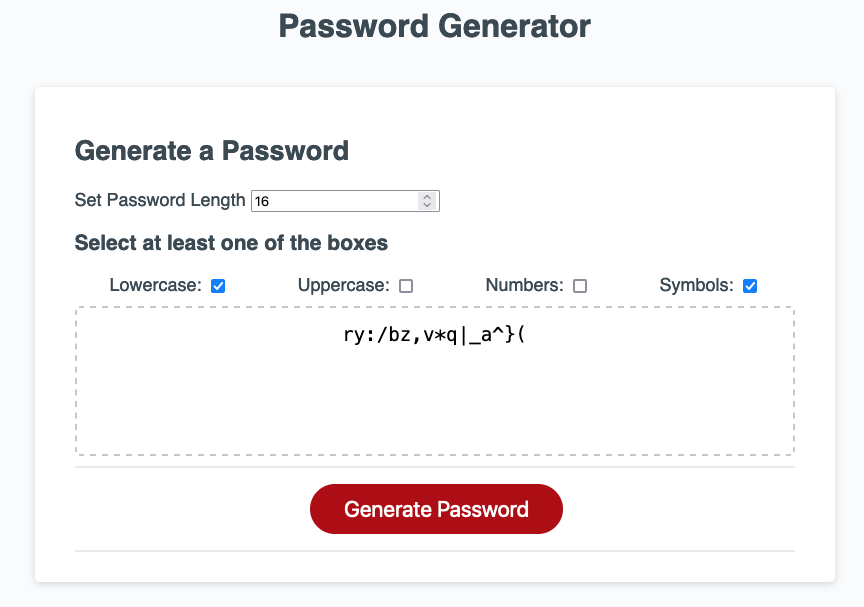 Password Generator
Generate a Password
Set Password Length 16
Select at least one of the boxes
Lowercase: Uppercase: Numbers: Symbols:
ry:/bz,v*q|_a^}(
Generate Password